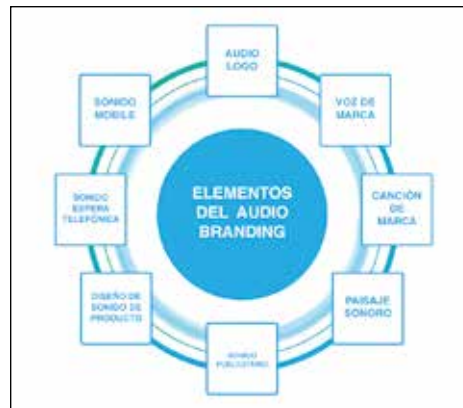 AUDIO
LOGO
VOZ DE
MARCA
CANCIÓN
DE
MARCA
PAISAJE
SONORO
SONIDO
PUBLICITARIO
DISEÑO DE
SONIDO DE
PRODUCTO
SONIDO
ESPERA
TELEFÓNICA
SONIDO
MOBILE
ELEMENTOS
DEL AUDIO
BRANDING